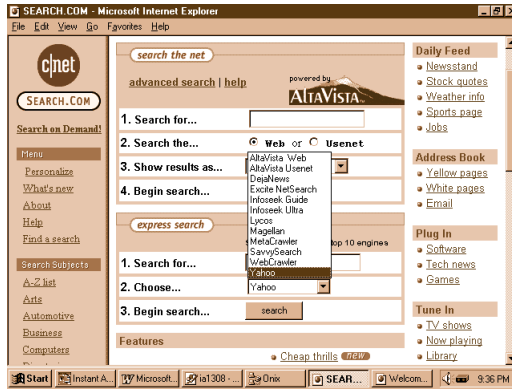 SEARCH.COM - Microsoft Internet Explorer
File Edit View Go Favorites Help
c|net
SEARCH.COM
Search on Demand!
Menu
Personalize
What's new
About
Help
Find a search
Search Subjects
A-Z list
Arts
Automotive
Business
Computers
search the net
advanced search | help
powered by
ALTAVISTA
1. Search for...
2. Search the... Web or Usenet
3. Show results as...
4. Begin search...
AltaVista Web
AltaVista Usenet
DejaNews
Excite NetSearch
Infoseek Guide
Infoseek Ultra
Lycos
Magellan
MetaCrawler
SavvySearch
WebCrawler
Yahoo
express search
top 10 engines
1. Search for...
2. Choose... Yahoo
3. Begin search... search
Features
Cheap thrills NEW
Daily Feed
Newsstand
Stock quotes
Weather info
Sports page
Jobs
Address Book
Yellow pages
White pages
Email
Plug In
Software
Tech news
Games
Tune In
TV shows
Now playing
Library
Start Instant A... Microsoft... ia1308 - ... Onix SEAR... Welcom... 9:36 PM